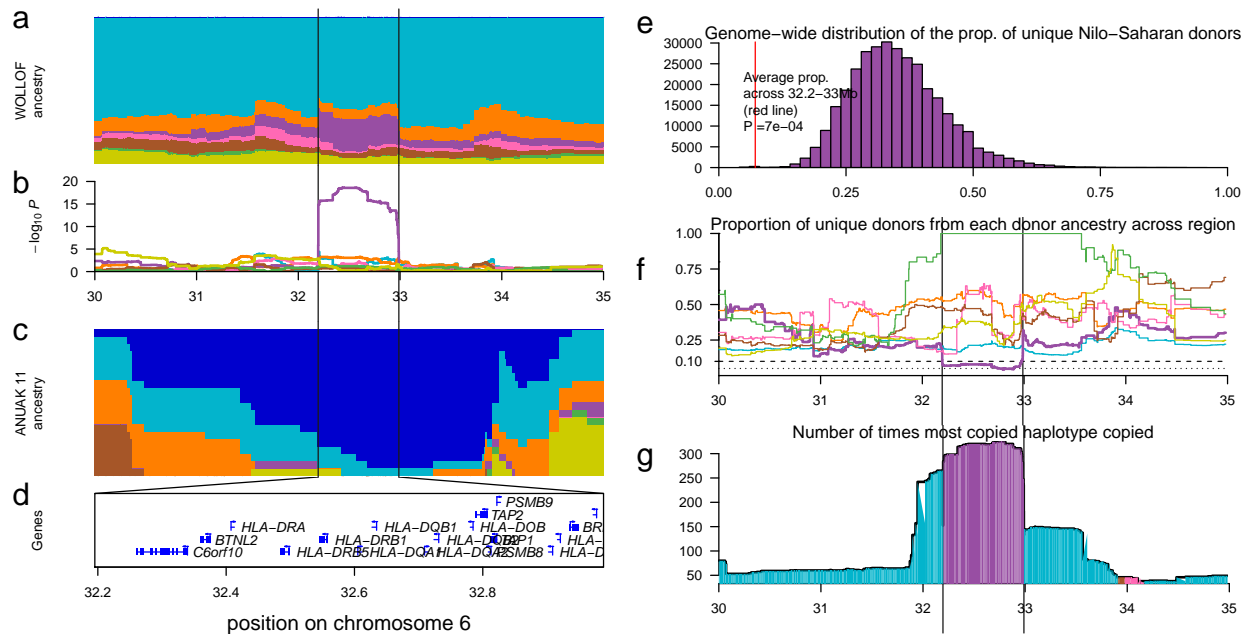 a
WOLLOF
ancestry
b
−log10 P
20
15
10
5
0
30 31 32 33 34 35
c
ANUAK 11
ancestry
d
Genes
PSMB9
TAP2
HLA−DRA HLA−DQB1 HLA−DOB BR
BTNL2 HLA−DRB1 TAP1
C6orf10 HLA−DRB5 HLA−DQA1 PSMB8 HLA−D
32.2 32.4 32.6 32.8
position on chromosome 6
e
Genome−wide distribution of the prop. of unique Nilo−Saharan donors
30000
25000
20000
15000
10000
5000
0
Average prop.
across 32.2−33Mb
(red line)
P =7e−04
0.00 0.25 0.50 0.75 1.00
Proportion of unique donors from each donor ancestry across region
f
1.00
0.75
0.50
0.25
0.10
30 31 32 33 34 35
Number of times most copied haplotype copied
g
300
250
200
150
100
50
30 31 32 33 34 35